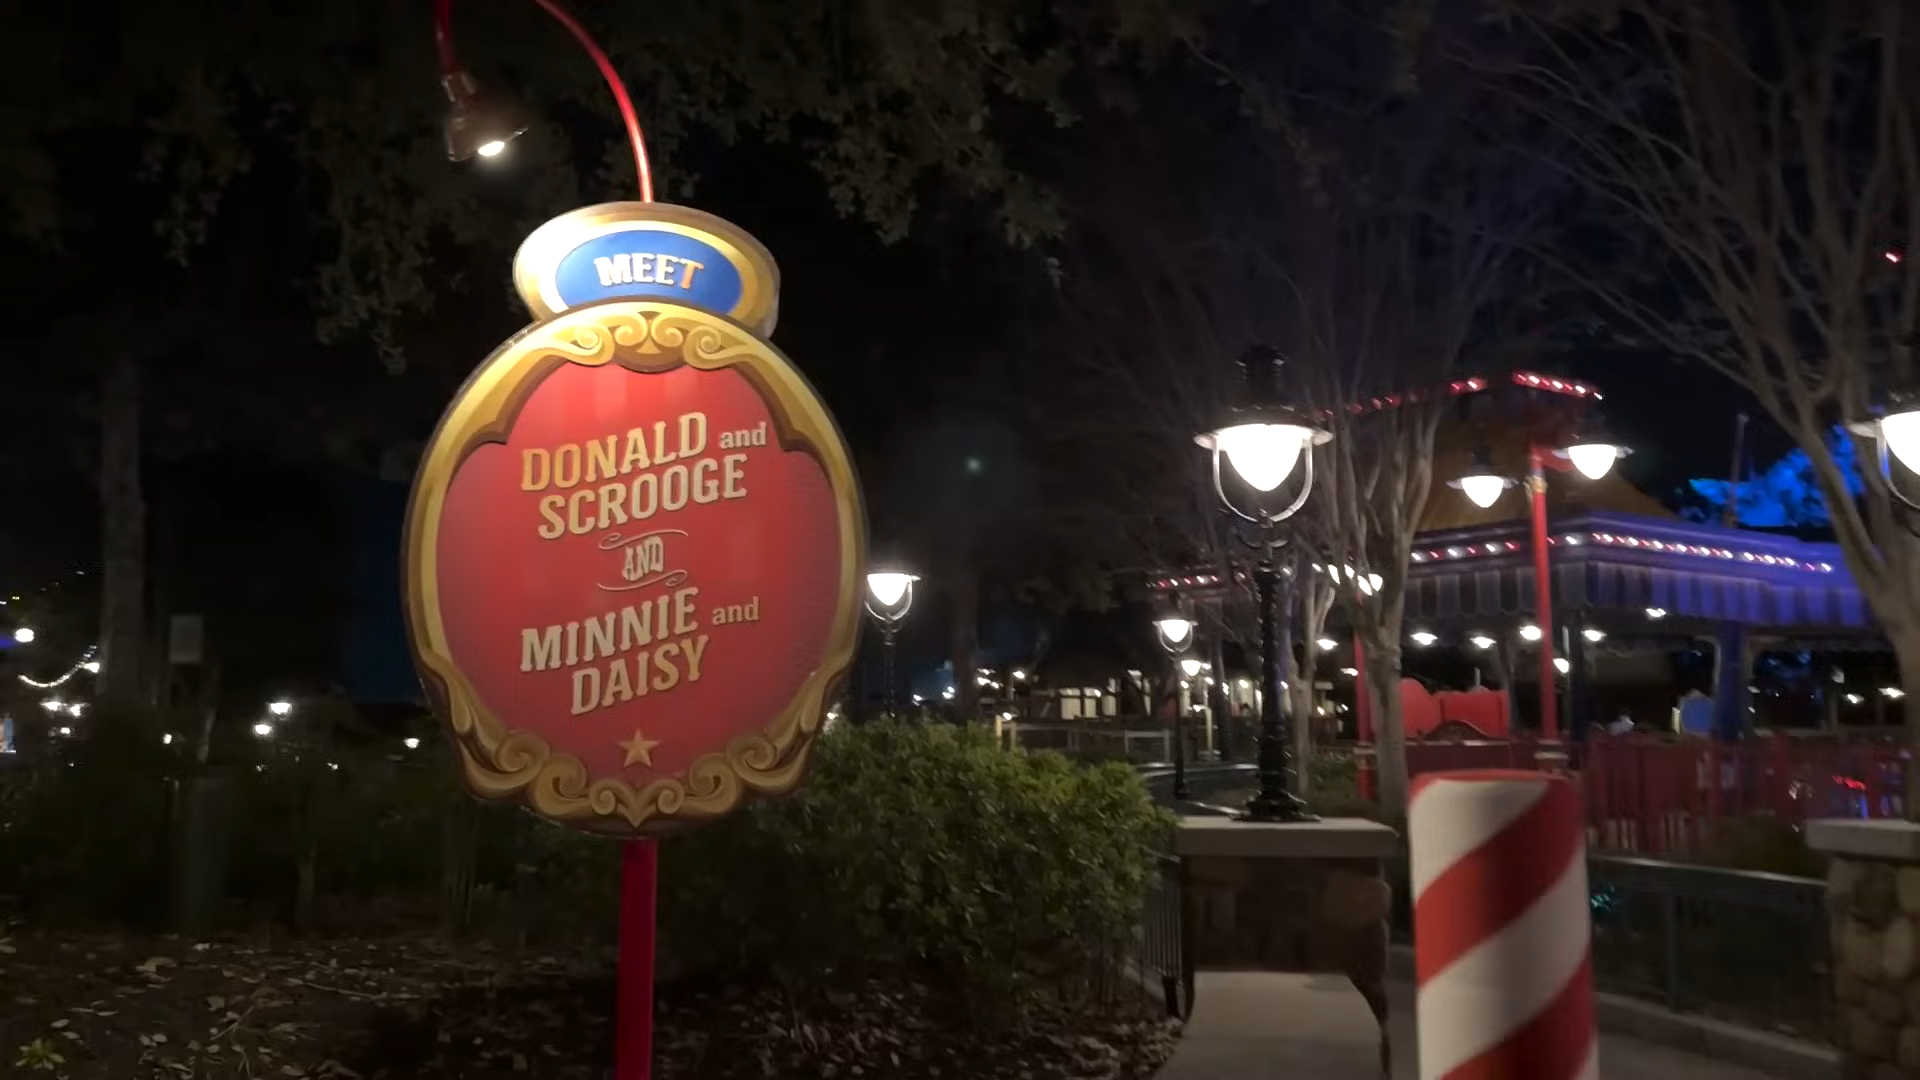 MEET
DONALD and
SCROOGE
AND
MINNIE and
DAISY